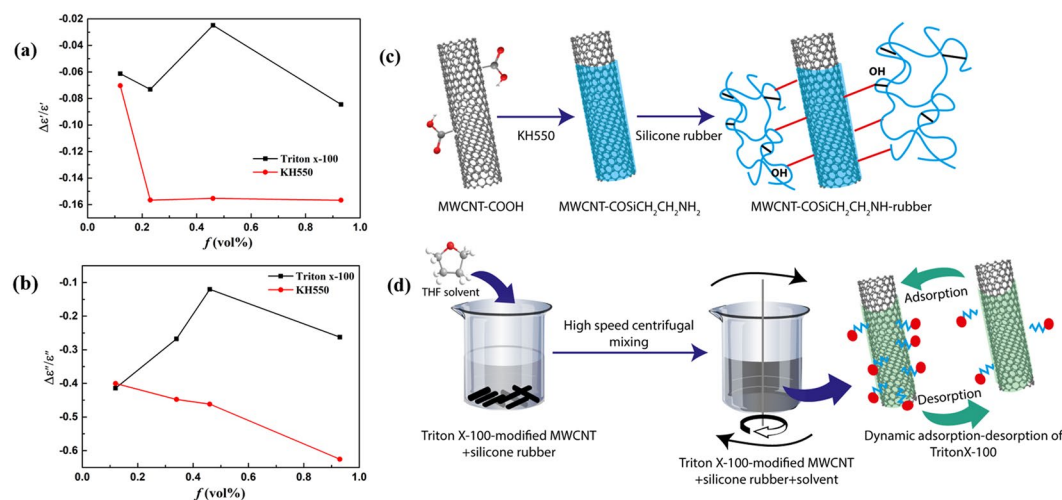 (a)
-0.02
-0.04
-0.06
-0.08
-0.10
-0.12
-0.14
-0.16
Δε'/ε'
Triton x-100
KH550
0.0 0.2 0.4 0.6 0.8 1.0
f (vol%)
(b)
-0.1
-0.2
-0.3
-0.4
-0.5
-0.6
Δε''/ε''
Triton x-100
KH550
0.2 0.4 0.6 0.8 1.0
f (vol%)
(c)
KH550
Silicone rubber
OH
OH
MWCNT-COOH
MWCNT-COSiCH₂CH₂NH₂
MWCNT-COSiCH₂CH₂NH-rubber
(d)
THF solvent
High speed centrifugal
mixing
Triton X-100-modified MWCNT
+silicone rubber
Triton X-100-modified MWCNT
+silicone rubber+solvent
Adsorption
Desorption
Dynamic adsorption-desorption of
TritonX-100